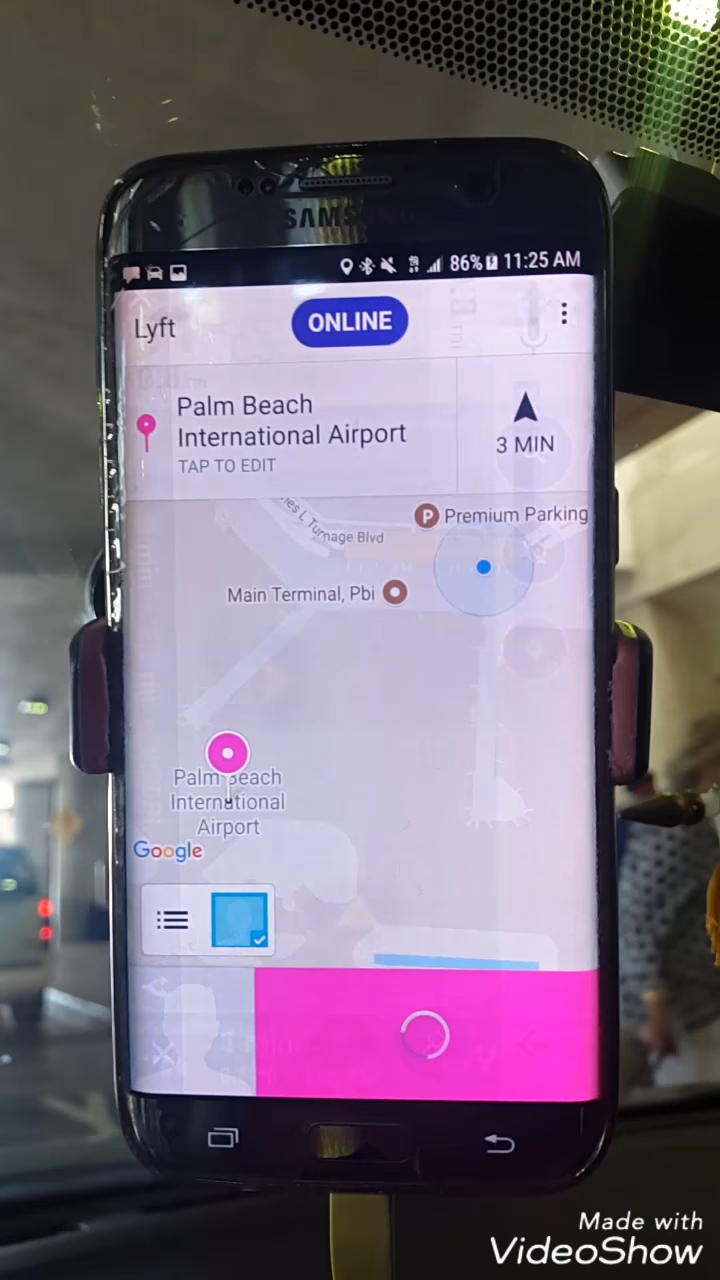 SAMSUNG
86% 11:25 AM
Lyft
ONLINE
Palm Beach
International Airport
TAP TO EDIT
3 MIN
Premium Parking
nes L Turnage Blvd
Main Terminal, Pbi
Palm Beach
International
Airport
Google
Made with
VideoShow